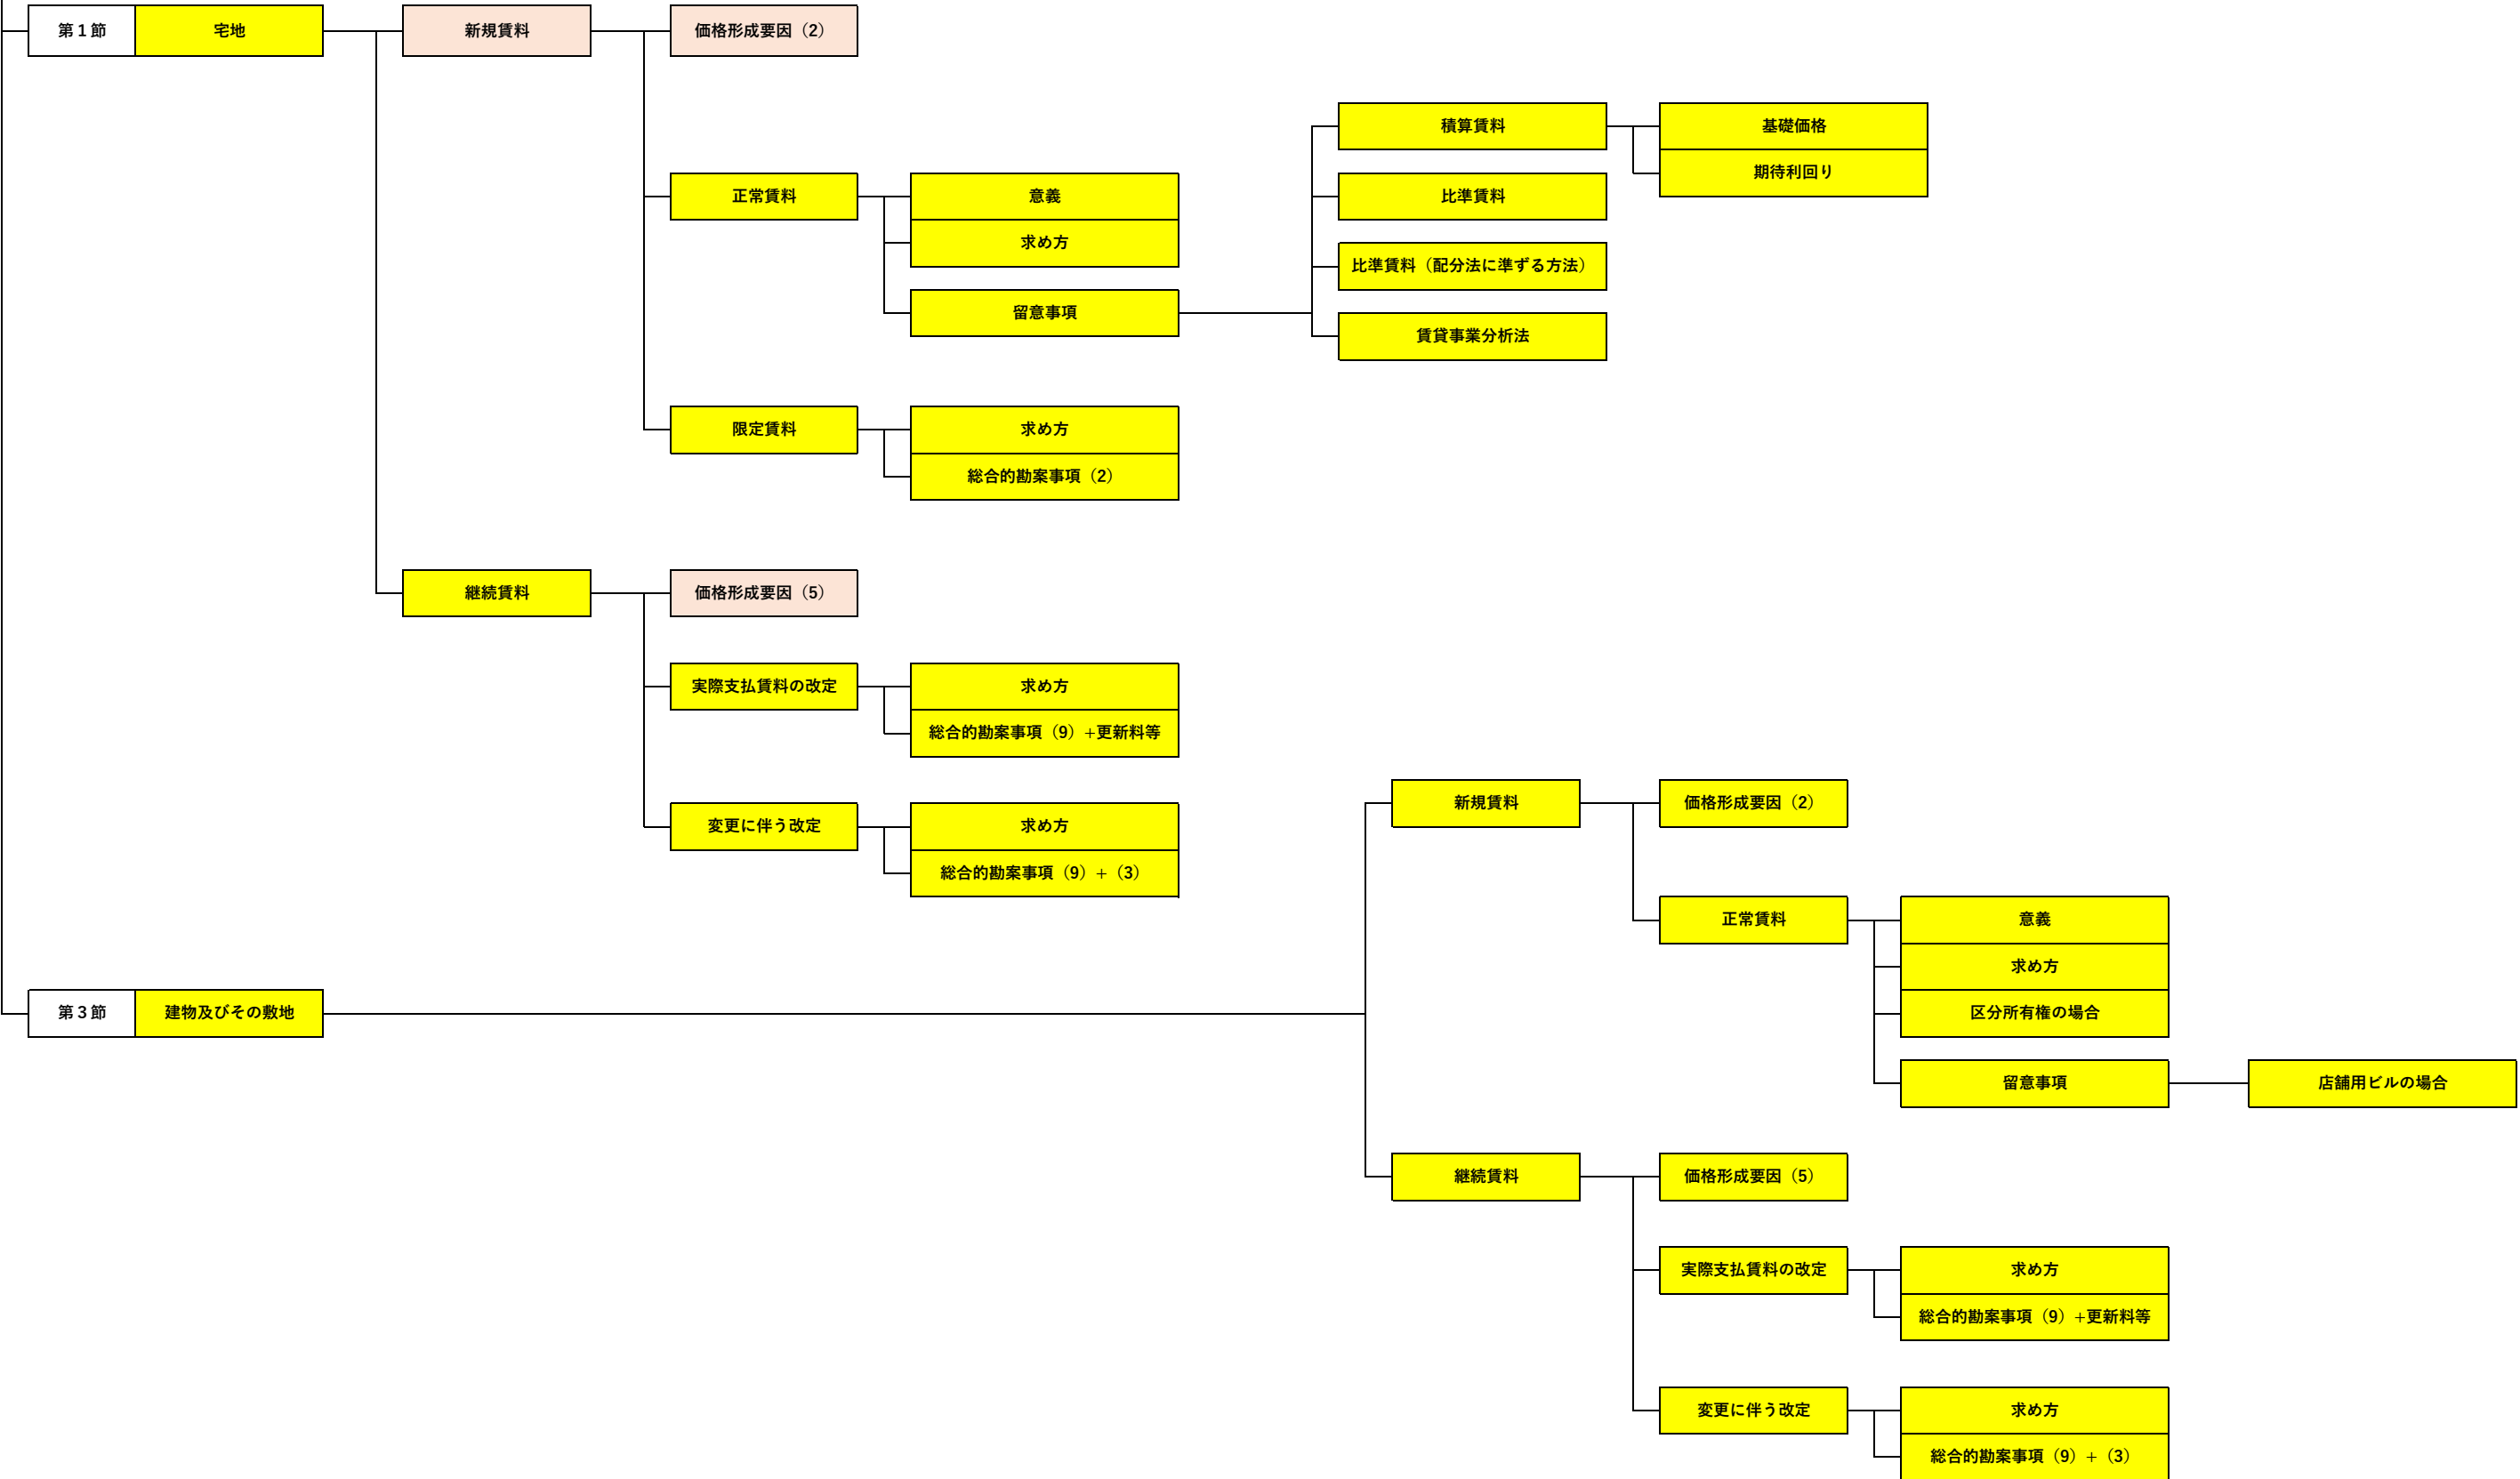 第１節
宅地
新規賃料
価格形成要因（2）
正常賃料
意義
求め方
留意事項
積算賃料
基礎価格
期待利回り
比準賃料
比準賃料（配分法に準ずる方法）
賃貸事業分析法
限定賃料
求め方
総合的勘案事項（2）
継続賃料
価格形成要因（5）
実際支払賃料の改定
求め方
総合的勘案事項（9）+更新料等
変更に伴う改定
求め方
総合的勘案事項（9）+（3）
第３節
建物及びその敷地
新規賃料
価格形成要因（2）
正常賃料
意義
求め方
区分所有権の場合
留意事項
店舗用ビルの場合
継続賃料
価格形成要因（5）
実際支払賃料の改定
求め方
総合的勘案事項（9）+更新料等
変更に伴う改定
求め方
総合的勘案事項（9）+（3）